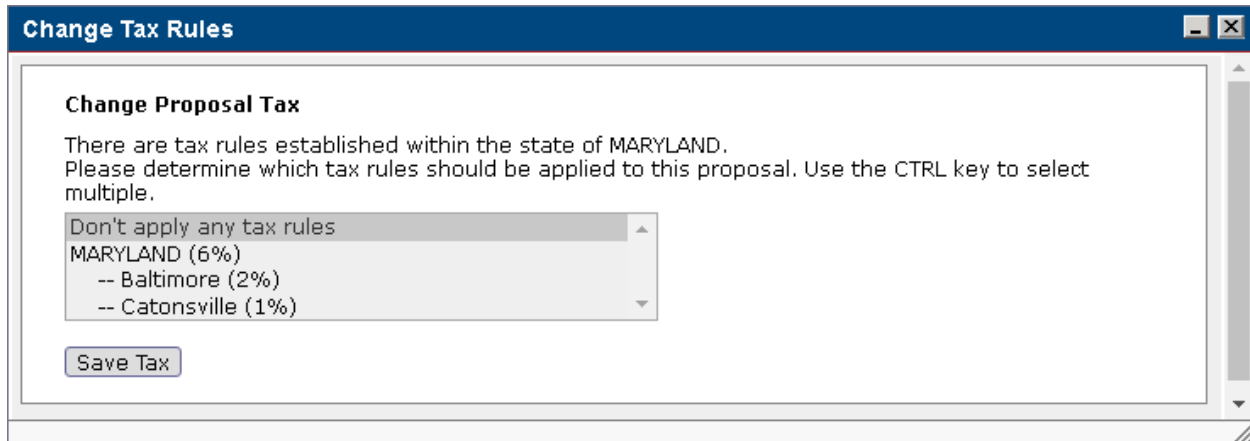 Change Tax Rules
Change Proposal Tax
There are tax rules established within the state of MARYLAND.
Please determine which tax rules should be applied to this proposal. Use the CTRL key to select
multiple.
Don't apply any tax rules
MARYLAND (6%)
-- Baltimore (2%)
-- Catonsville (1%)
Save Tax